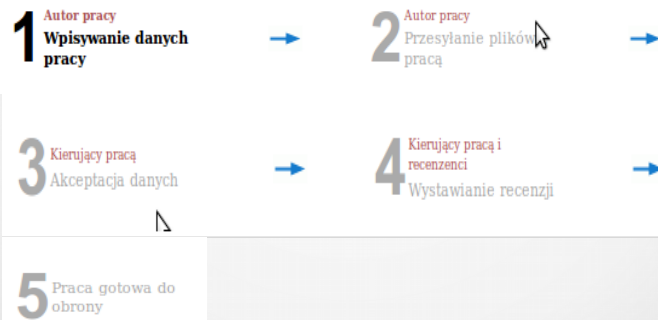 1 Autor pracy
Wpisywanie danych
pracy
2 Autor pracy
Przesyłanie plików
pracą
3 Kierujący pracą
Akceptacja danych
4 Kierujący pracą i
recenzenci
Wystawianie recenzji
5 Praca gotowa do
obrony